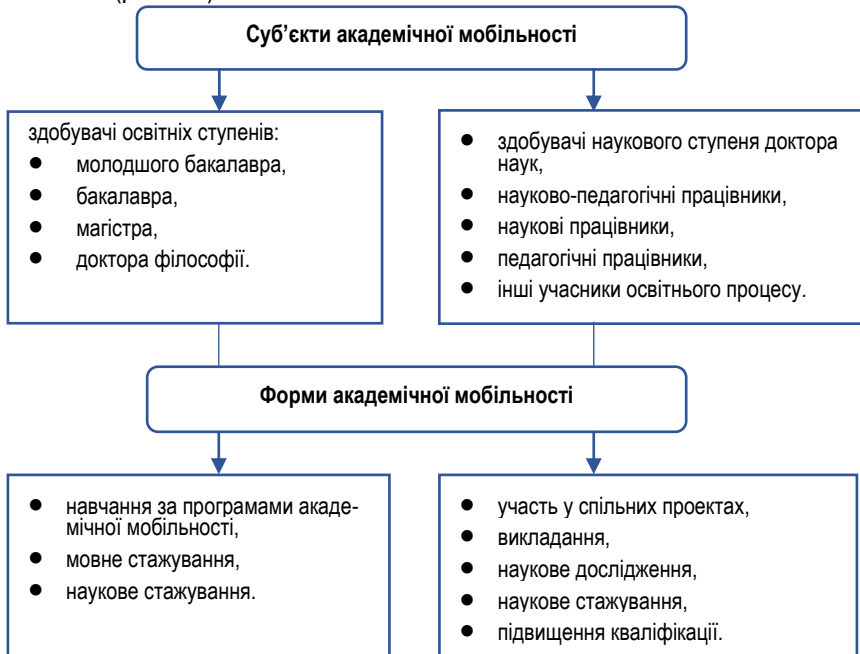 Суб’єкти академічної мобільності
здобувачі освітніх ступенів:
● молодшого бакалавра,
● бакалавра,
● магістра,
● доктора філософії.
● здобувачі наукового ступеня доктора
наук,
● науково-педагогічні працівники,
● наукові працівники,
● педагогічні працівники,
● інші учасники освітнього процесу.
Форми академічної мобільності
● навчання за програмами акаде-
мічної мобільності,
● мовне стажування,
● наукове стажування.
● участь у спільних проектах,
● викладання,
● наукове дослідження,
● наукове стажування,
● підвищення кваліфікації.